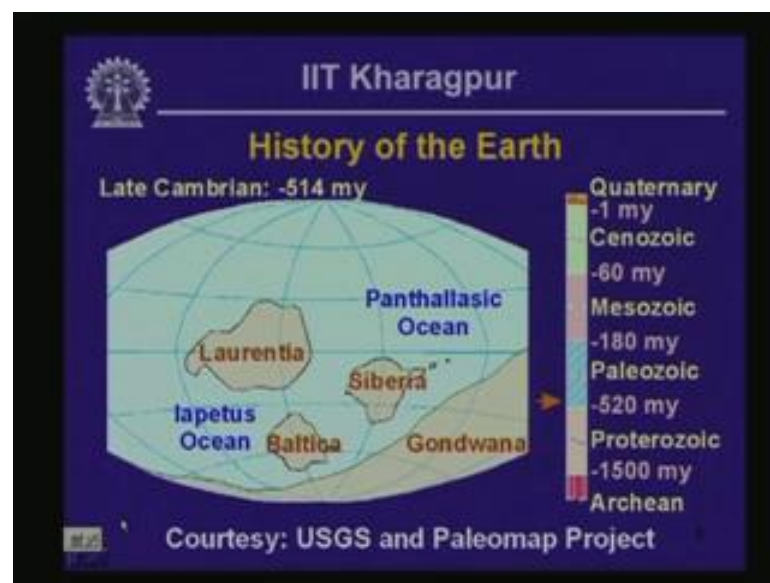 IIT Kharagpur
History of the Earth
Late Cambrian: -514 my
Panthallasic
Ocean
Laurentia
Siberia
Iapetus
Ocean
Baltica
Gondwana
Quaternary
-1 my
Cenozoic
-60 my
Mesozoic
-180 my
Paleozoic
-520 my
Proterozoic
-1500 my
Archean
Courtesy: USGS and Paleomap Project